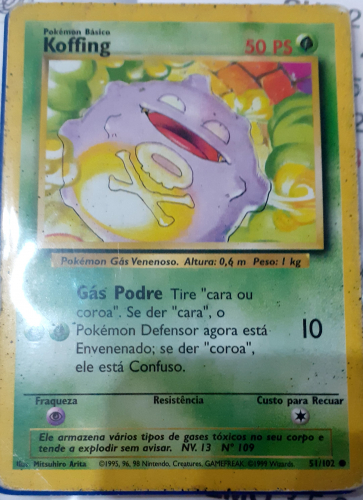 Pokémon Básico
Koffing
50 PS
Pokémon Gás Venenoso. Altura: 0,6 m Peso: 1 kg
Gás Podre Tire "cara ou
coroa". Se der "cara", o
Pokémon Defensor agora está
Envenenado; se der "coroa",
ele está Confuso.
10
Fraqueza
Resistência
Custo para Recuar
Ele armazena vários tipos de gases tóxicos no seu corpo e
tende a explodir sem avisar. NV. 13 Nº 109
Mitsuhiro Arita ©1995, 96, 98 Nintendo, Creatures, GAMEFREAK. ©1999 Wizards. 51/102